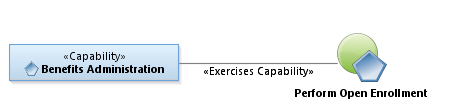 «Capability»
Benefits Administration
«Exercises Capability»
Perform Open Enrollment